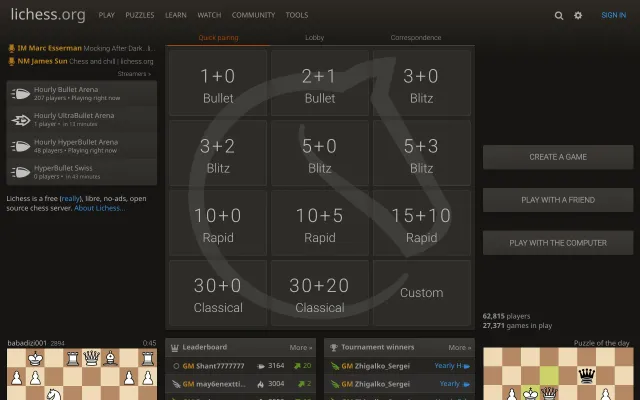 lichess.org
PLAY PUZZLES LEARN WATCH COMMUNITY TOOLS
SIGN IN
IM Marc Esserman Mocking After Dark...li...
NM James Sun Chess and chill | lichess.org
Streamers »
Hourly Bullet Arena
207 players • Playing right now
Hourly UltraBullet Arena
1 player • in 13 minutes
Hourly HyperBullet Arena
48 players • Playing right now
HyperBullet Swiss
0 players • in 43 minutes
Lichess is a free (really), libre, no-ads, open
source chess server. About Lichess...
Quick pairing Lobby Correspondence
1+0 2+1 3+0
Bullet Bullet Blitz
3+2 5+0 5+3
Blitz Blitz Blitz
10+0 10+5 15+10
Rapid Rapid Rapid
30+0 30+20 Custom
Classical Classical
CREATE A GAME
PLAY WITH A FRIEND
PLAY WITH THE COMPUTER
62,815 players
27,371 games in play
babadizi001 2894 0:45
Leaderboard More »
GM Shant7777777 3164 20
GM may6enextti... 3004 2
Tournament winners More »
GM Zhigalko_Sergei Yearly H
GM Zhigalko_Sergei Yearly
Puzzle of the day